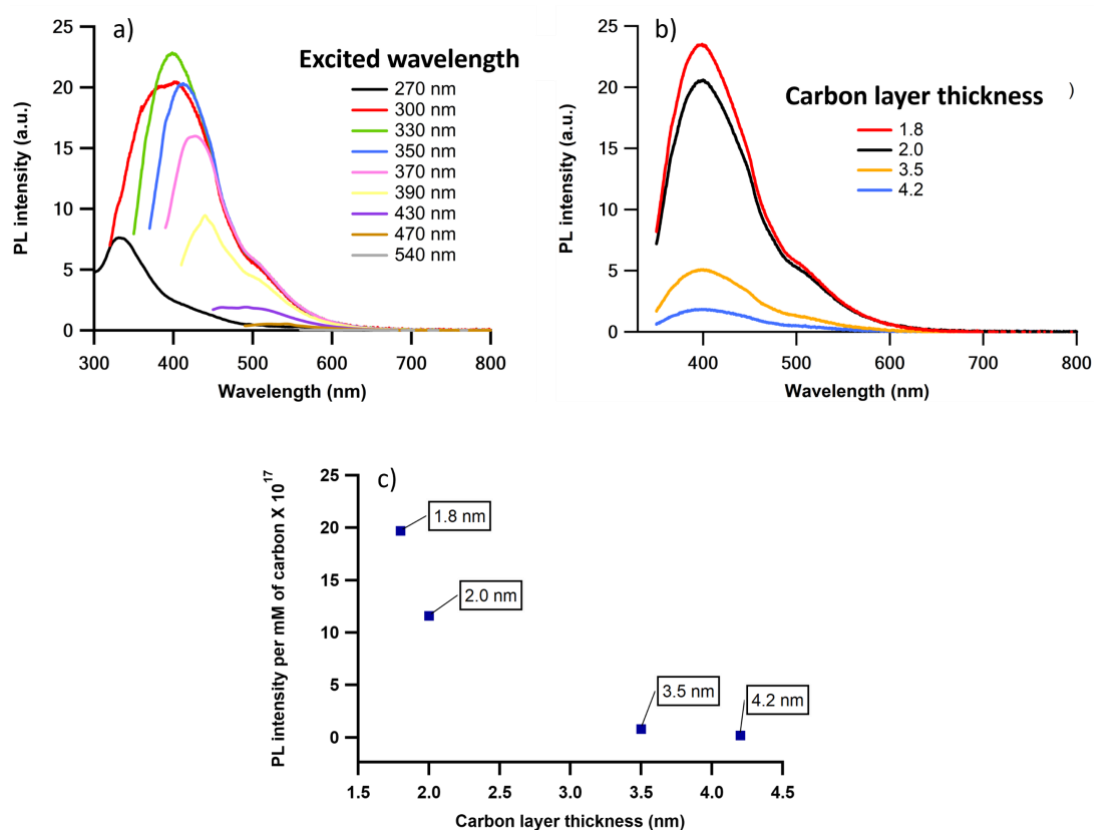 a)
Excited wavelength
270 nm
300 nm
330 nm
350 nm
370 nm
390 nm
430 nm
470 nm
540 nm
PL intensity (a.u.)
25
20
15
10
5
0
300
400
500
600
700
800
Wavelength (nm)
b)
Carbon layer thickness )
1.8
2.0
3.5
4.2
PL intensity (a.u.)
25
20
15
10
5
0
400
500
600
700
800
Wavelength (nm)
c)
PL intensity per mM of carbon X 10^17
25
20
15
10
5
0
1.8 nm
2.0 nm
3.5 nm
4.2 nm
1.5
2.0
2.5
3.0
3.5
4.0
4.5
Carbon layer thickness (nm)